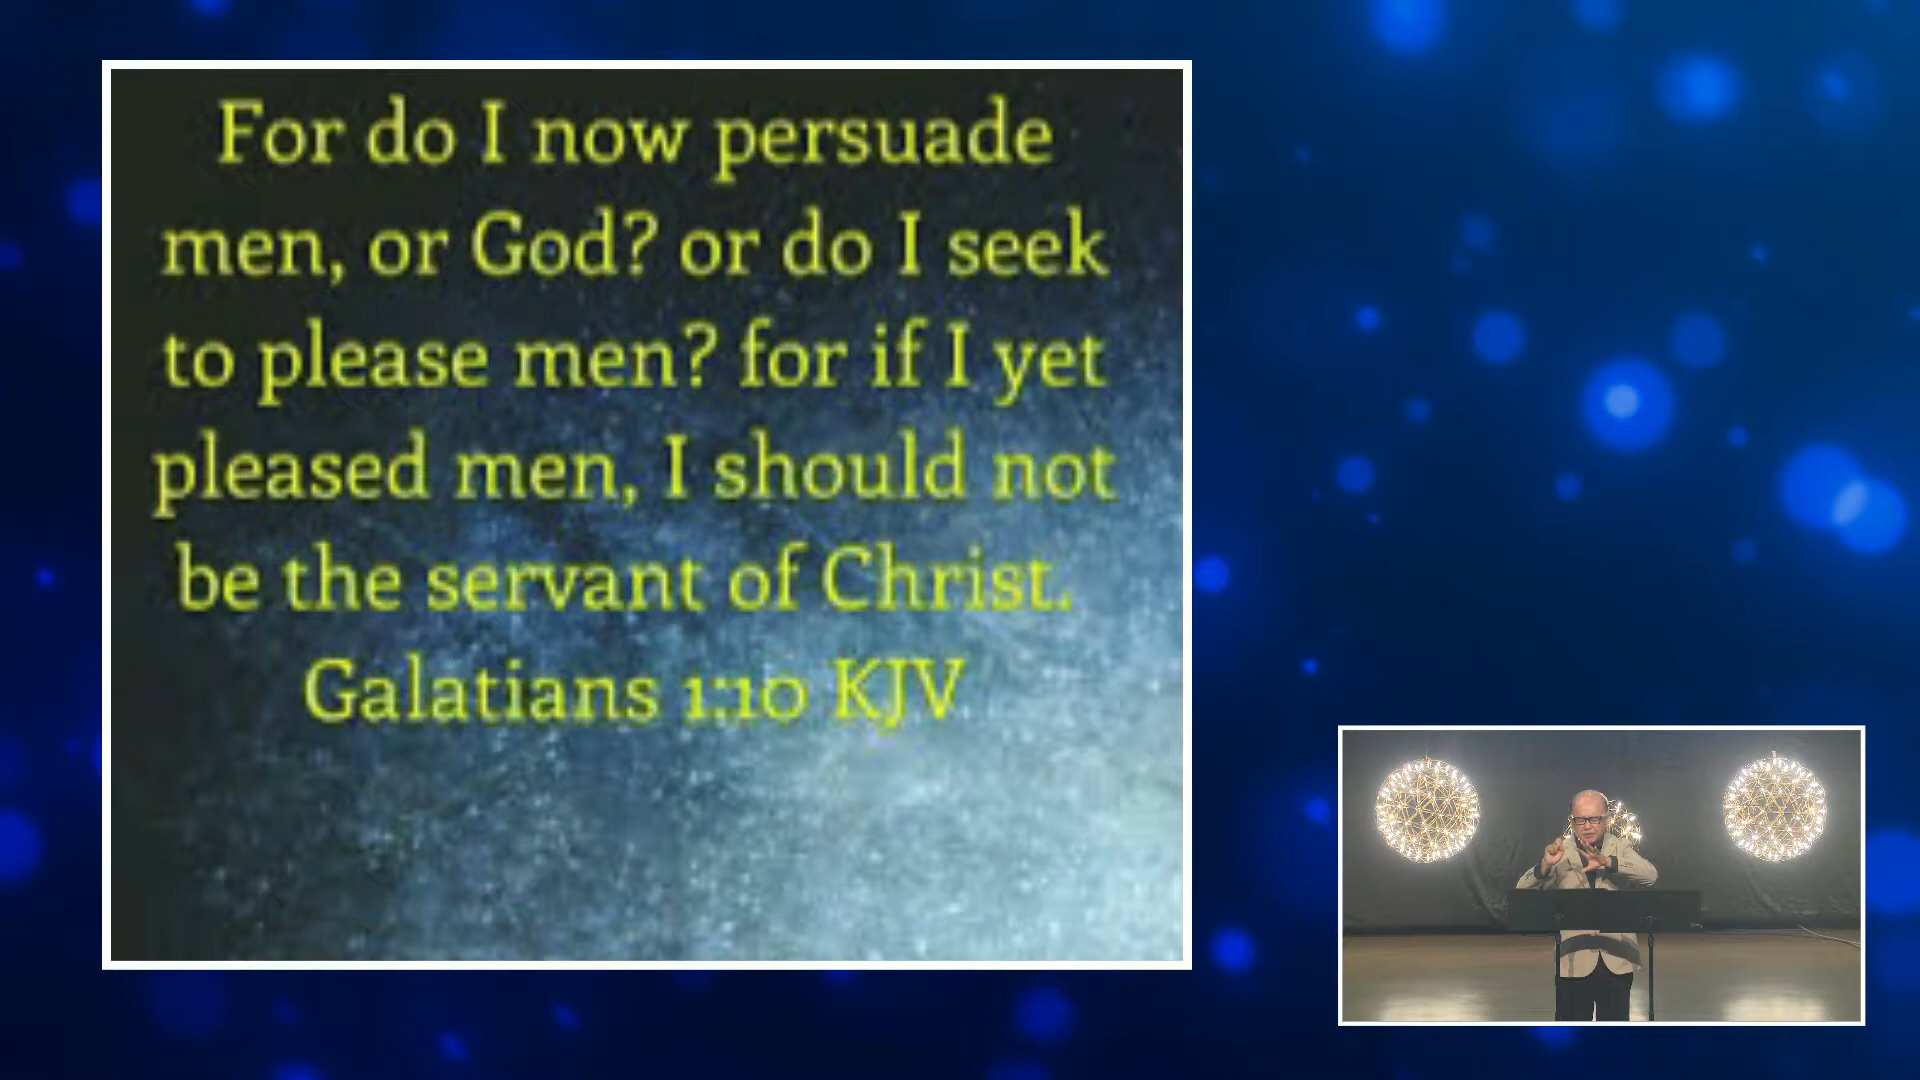 For do I now persuade
men, or God? or do I seek
to please men? for if I yet
pleased men, I should not
be the servant of Christ.
Galatians 1:10 KJV